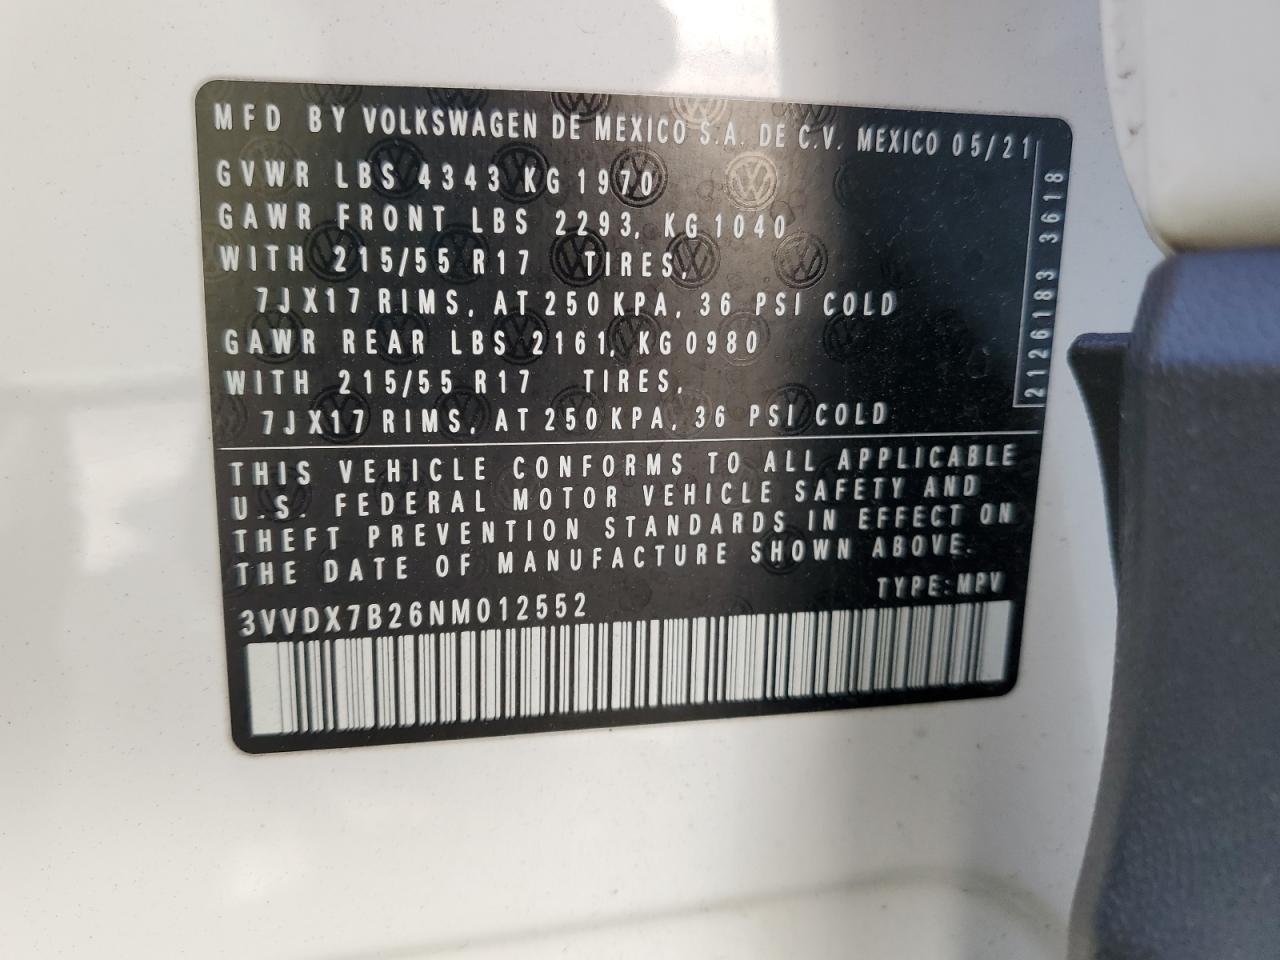 MFD BY VOLKSWAGEN DE MEXICO S.A. DE C.V. MEXICO 05/21
GVWR LBS 4343 KG 1970
GAWR FRONT LBS 2293, KG 1040
WITH 215/55 R17 TIRES,
7JX17 RIMS, AT 250 KPA, 36 PSI COLD
GAWR REAR LBS 2161, KG 0980
WITH 215/55 R17 TIRES,
7JX17 RIMS, AT 250 KPA, 36 PSI COLD
2126183 3618
THIS VEHICLE CONFORMS TO ALL APPLICABLE
U.S. FEDERAL MOTOR VEHICLE SAFETY AND
THEFT PREVENTION STANDARDS IN EFFECT ON
THE DATE OF MANUFACTURE SHOWN ABOVE.
TYPE: MPV
3VVDX7B26NM012552